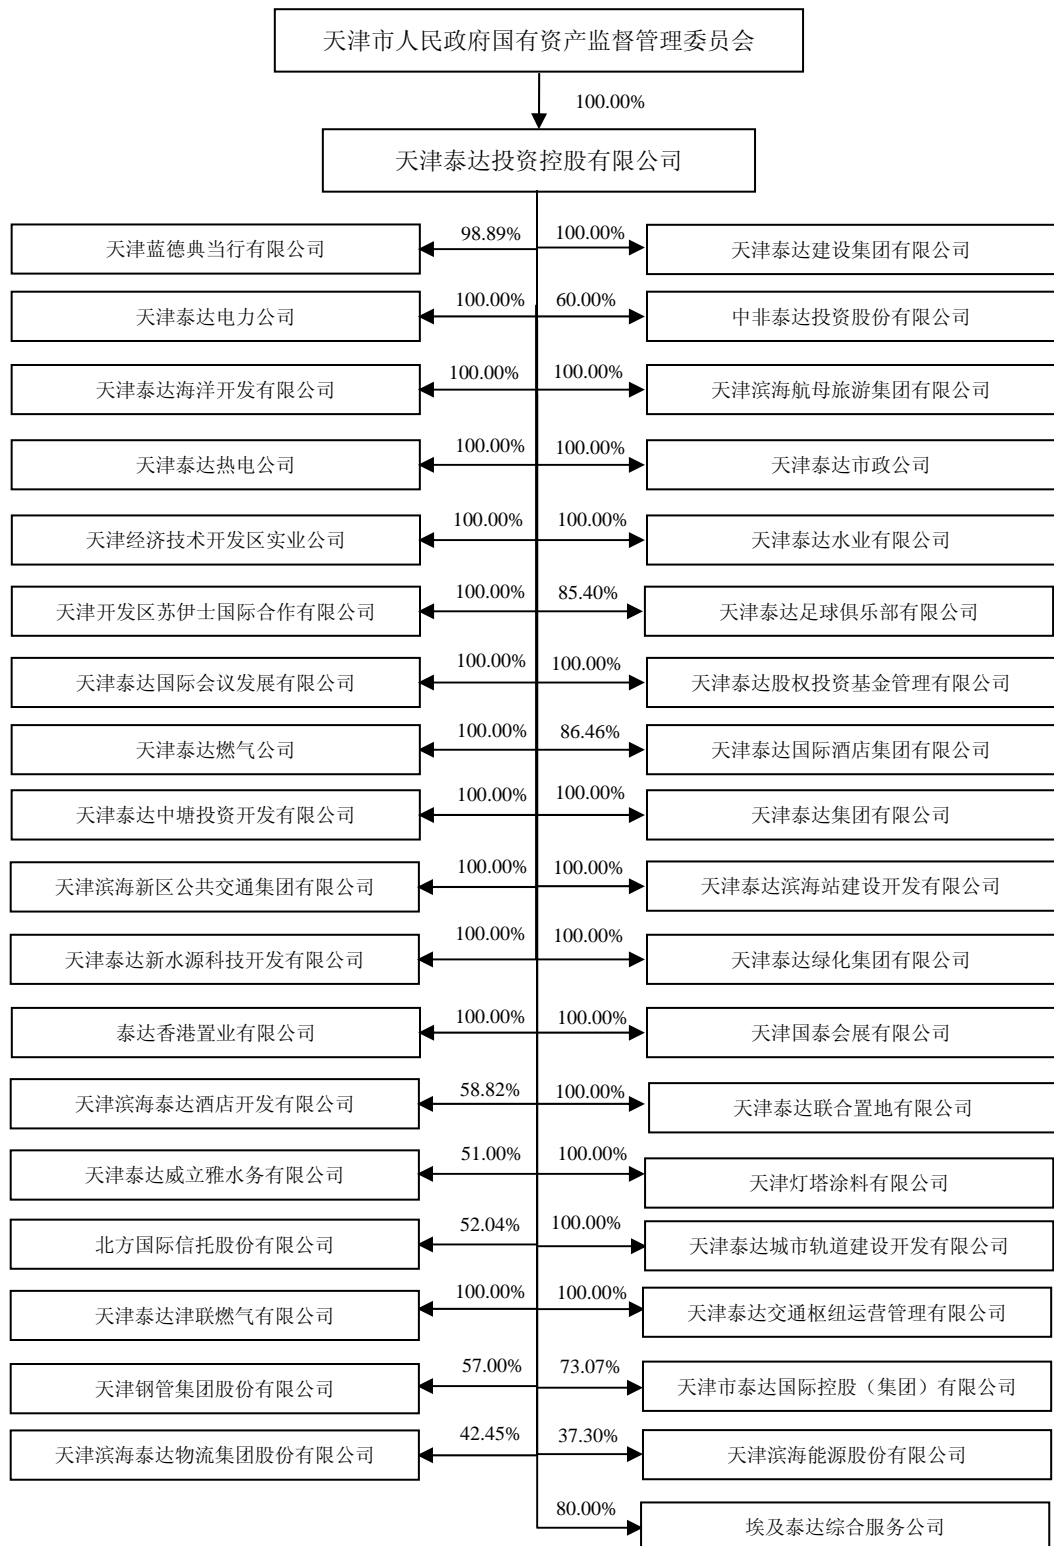 天津市人民政府国有资产监督管理委员会
100.00%
天津泰达投资控股有限公司
天津蓝德典当行有限公司
98.89%
100.00%
天津泰达建设集团有限公司
天津泰达电力公司
100.00%
60.00%
中非泰达投资股份有限公司
天津泰达海洋开发有限公司
100.00%
100.00%
天津滨海航母旅游集团有限公司
天津泰达热电公司
100.00%
100.00%
天津泰达市政公司
天津经济技术开发区实业公司
100.00%
100.00%
天津泰达水业有限公司
天津开发区苏伊士国际合作有限公司
100.00%
85.40%
天津泰达足球俱乐部有限公司
天津泰达国际会议发展有限公司
100.00%
100.00%
天津泰达股权投资基金管理有限公司
天津泰达燃气公司
100.00%
86.46%
天津泰达国际酒店集团有限公司
天津泰达中塘投资开发有限公司
100.00%
100.00%
天津泰达集团有限公司
天津滨海新区公共交通集团有限公司
100.00%
100.00%
天津泰达滨海站建设开发有限公司
天津泰达新水源科技开发有限公司
100.00%
100.00%
天津泰达绿化集团有限公司
泰达香港置业有限公司
100.00%
100.00%
天津国泰会展有限公司
天津滨海泰达酒店开发有限公司
58.82%
100.00%
天津泰达联合置地有限公司
天津泰达威立雅水务有限公司
51.00%
100.00%
天津灯塔涂料有限公司
北方国际信托股份有限公司
52.04%
100.00%
天津泰达城市轨道建设开发有限公司
天津泰达津联燃气有限公司
100.00%
100.00%
天津泰达交通枢纽运营管理有限公司
天津钢管集团股份有限公司
57.00%
73.07%
天津市泰达国际控股（集团）有限公司
天津滨海泰达物流集团股份有限公司
42.45%
37.30%
天津滨海能源股份有限公司
80.00%
埃及泰达综合服务公司